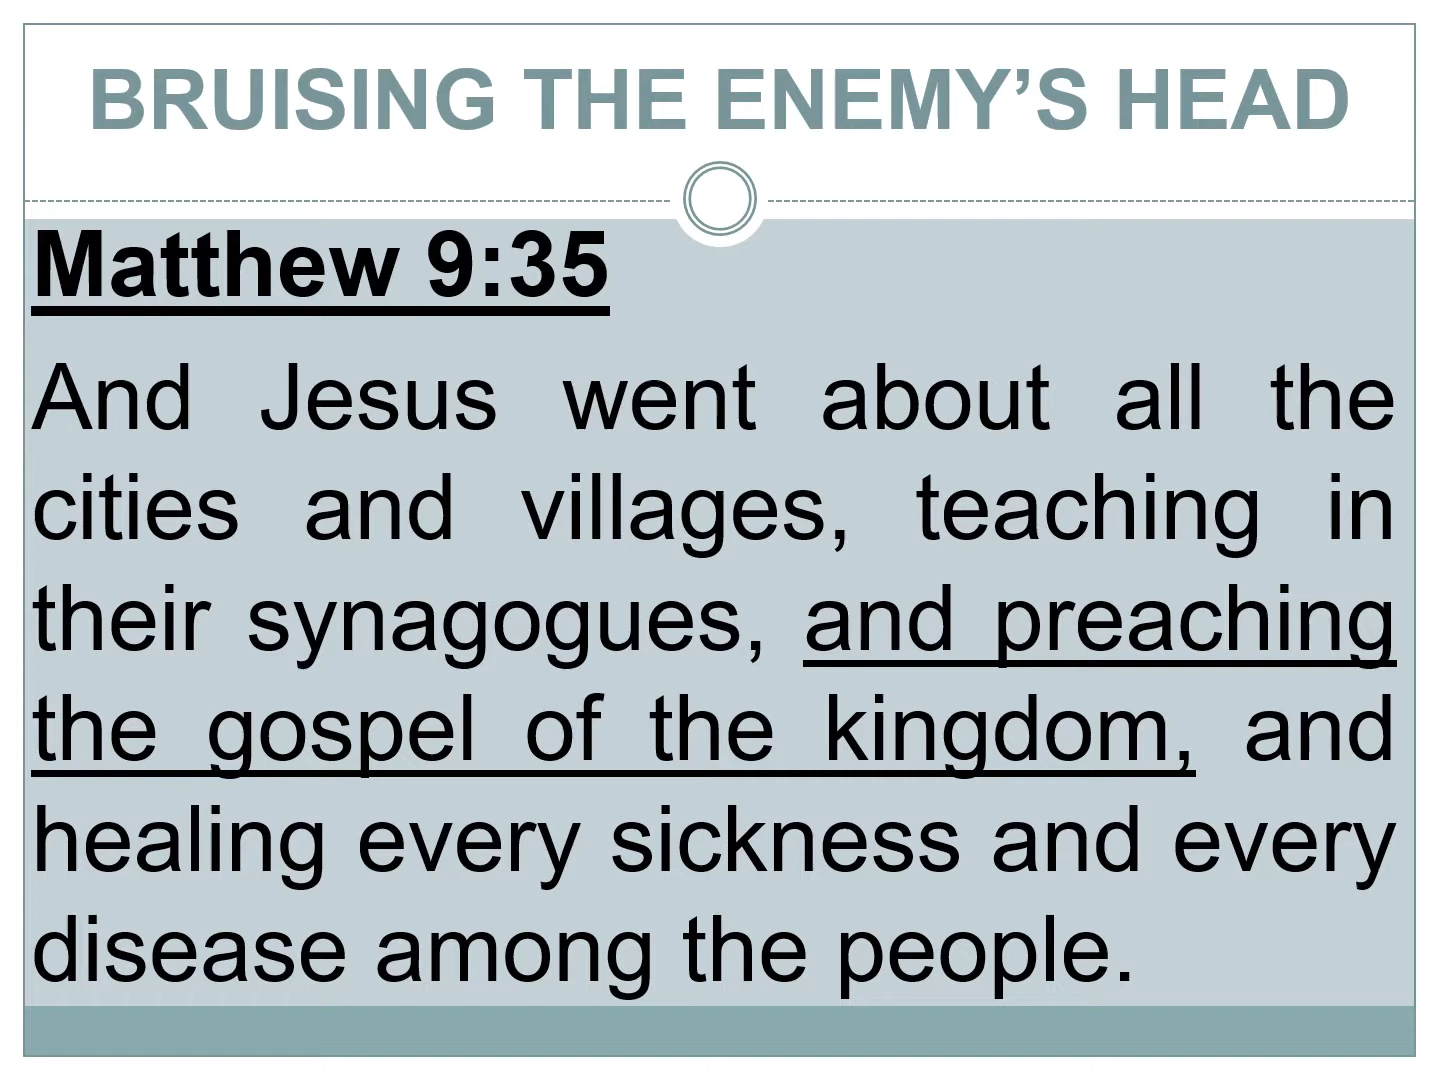 BRUISING THE ENEMY’S HEAD
Matthew 9:35
And Jesus went about all the
cities and villages, teaching in
their synagogues, and preaching
the gospel of the kingdom, and
healing every sickness and every
disease among the people.